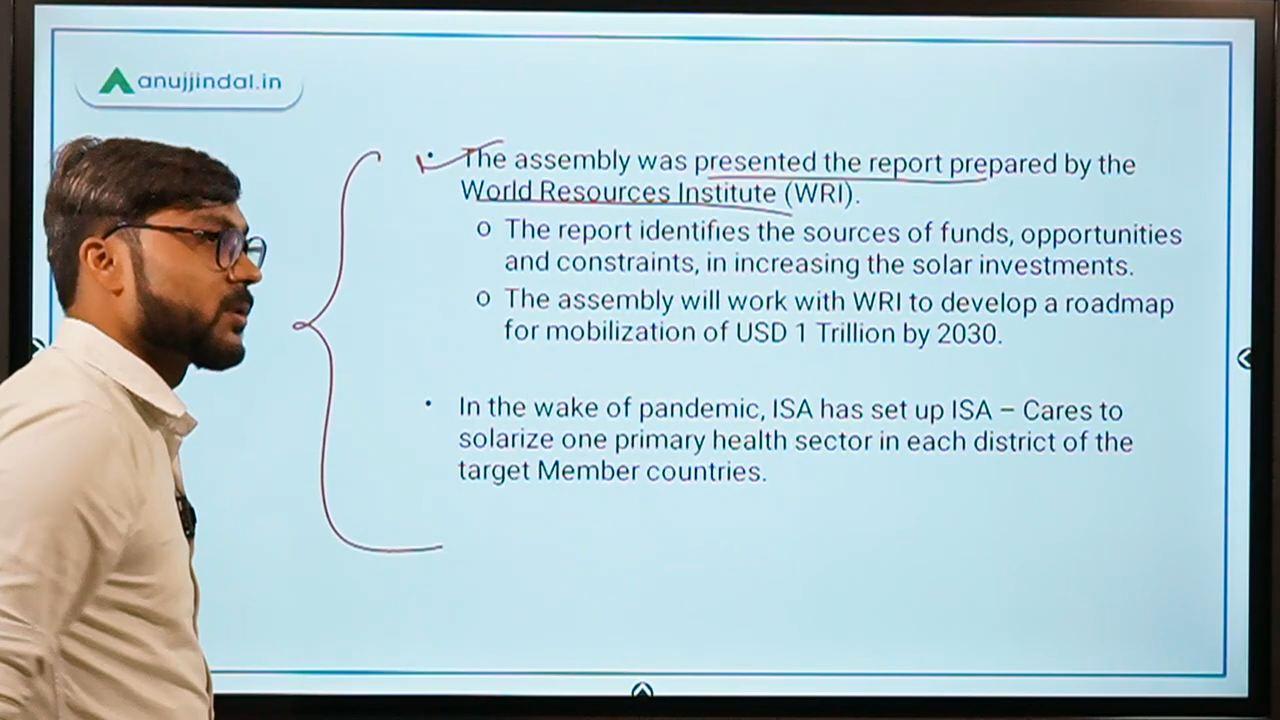 anujjindal.in
• The assembly was presented the report prepared by the
World Resources Institute (WRI).
o The report identifies the sources of funds, opportunities
and constraints, in increasing the solar investments.
o The assembly will work with WRI to develop a roadmap
for mobilization of USD 1 Trillion by 2030.
• In the wake of pandemic, ISA has set up ISA – Cares to
solarize one primary health sector in each district of the
target Member countries.